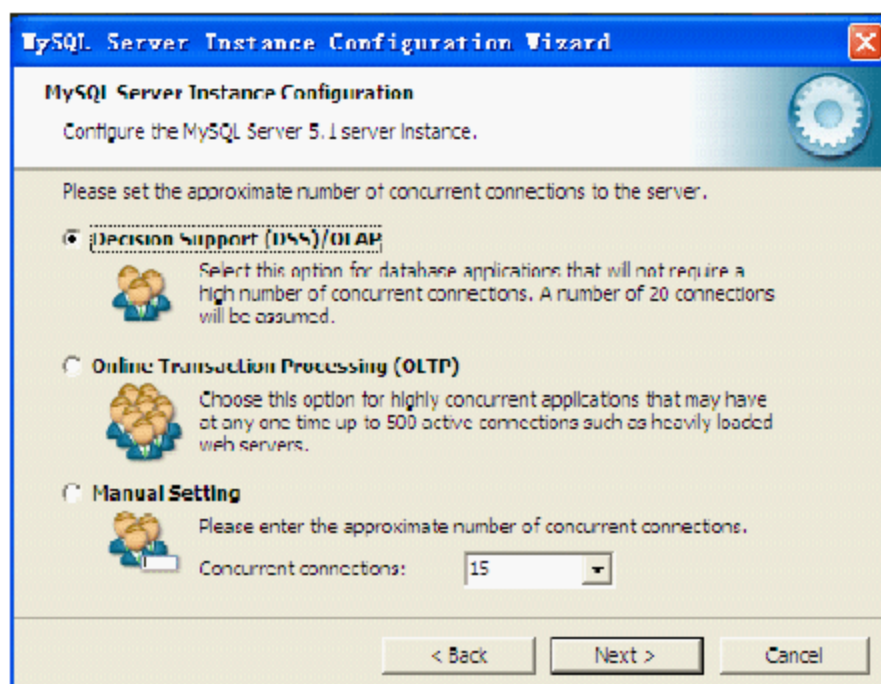 MySQL Server Instance Configuration Wizard
MySQL Server Instance Configuration
Configure the MySQL Server 5.1 server instance.
Please set the approximate number of concurrent connections to the server.
Decision Support (DSS)/OLAP
Select this option for database applications that will not require a
high number of concurrent connections. A number of 20 connections
will be assumed.
Online Transaction Processing (OLTP)
Choose this option for highly concurrent applications that may have
at any one time up to 500 active connections such as heavily loaded
web servers.
Manual Setting
Please enter the approximate number of concurrent connections.
Concurrent connections: 15
< Back Next > Cancel